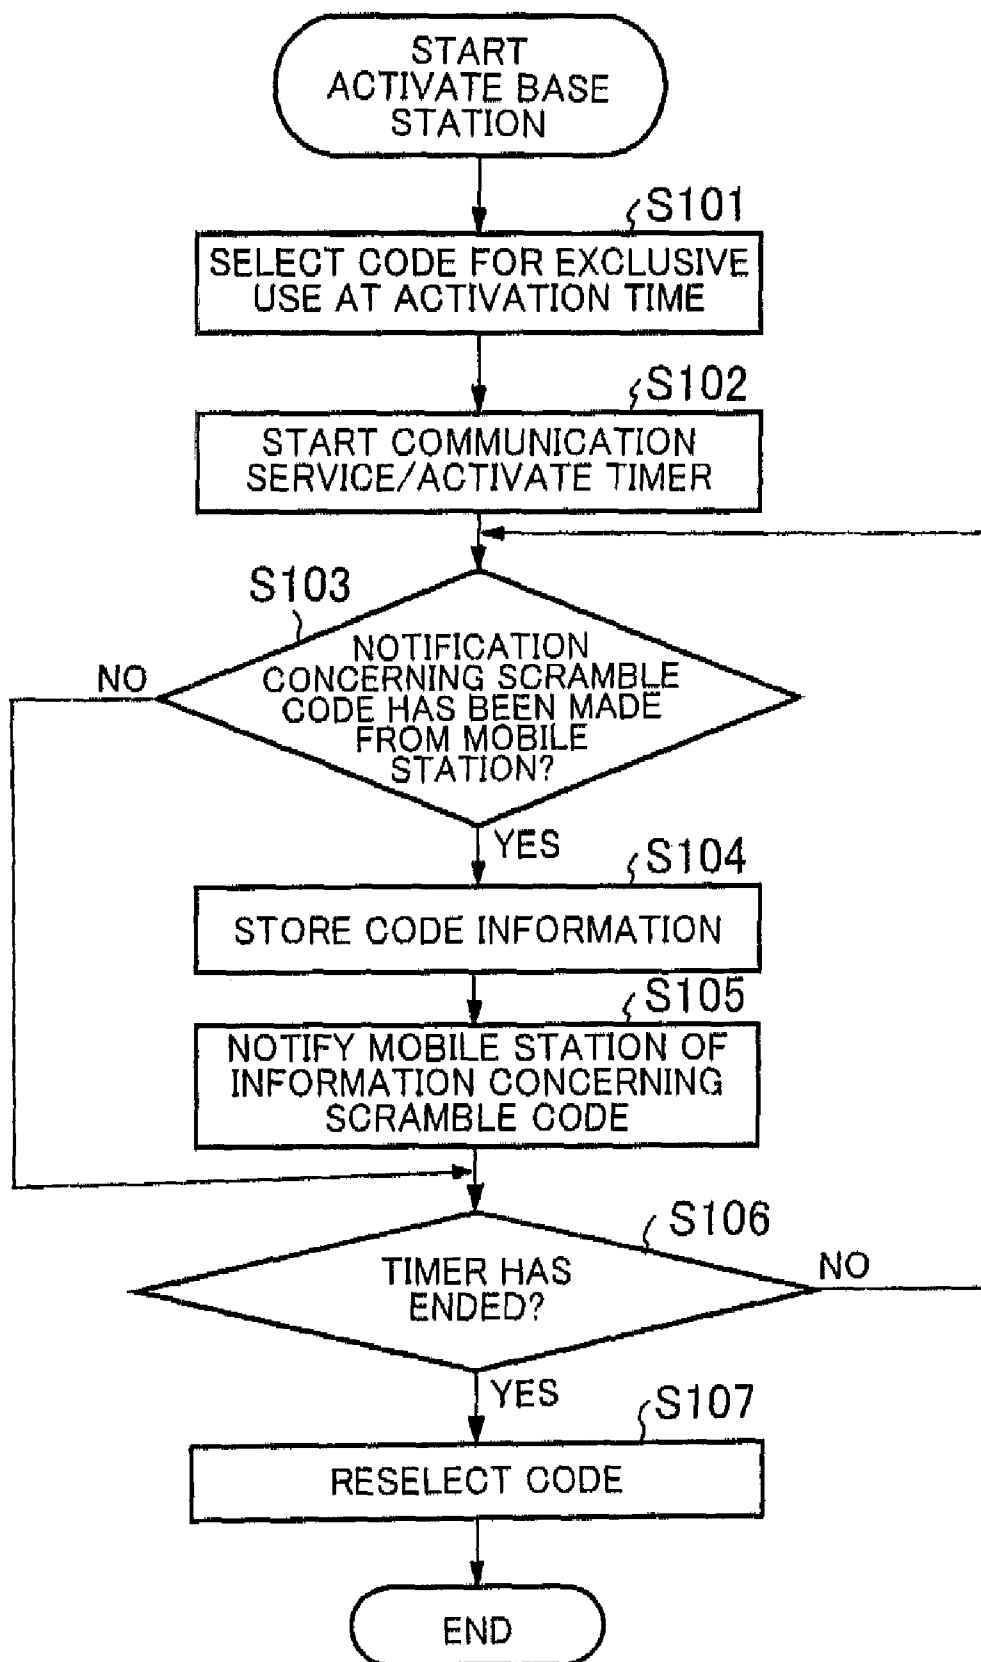 START
ACTIVATE BASE
STATION
S101
SELECT CODE FOR EXCLUSIVE
USE AT ACTIVATION TIME
S102
START COMMUNICATION
SERVICE/ACTIVATE TIMER
S103
NO
NOTIFICATION
CONCERNING SCRAMBLE
CODE HAS BEEN MADE
FROM MOBILE
STATION?
YES
S104
STORE CODE INFORMATION
S105
NOTIFY MOBILE STATION OF
INFORMATION CONCERNING
SCRAMBLE CODE
S106
TIMER HAS
ENDED?
NO
YES
S107
RESELECT CODE
END